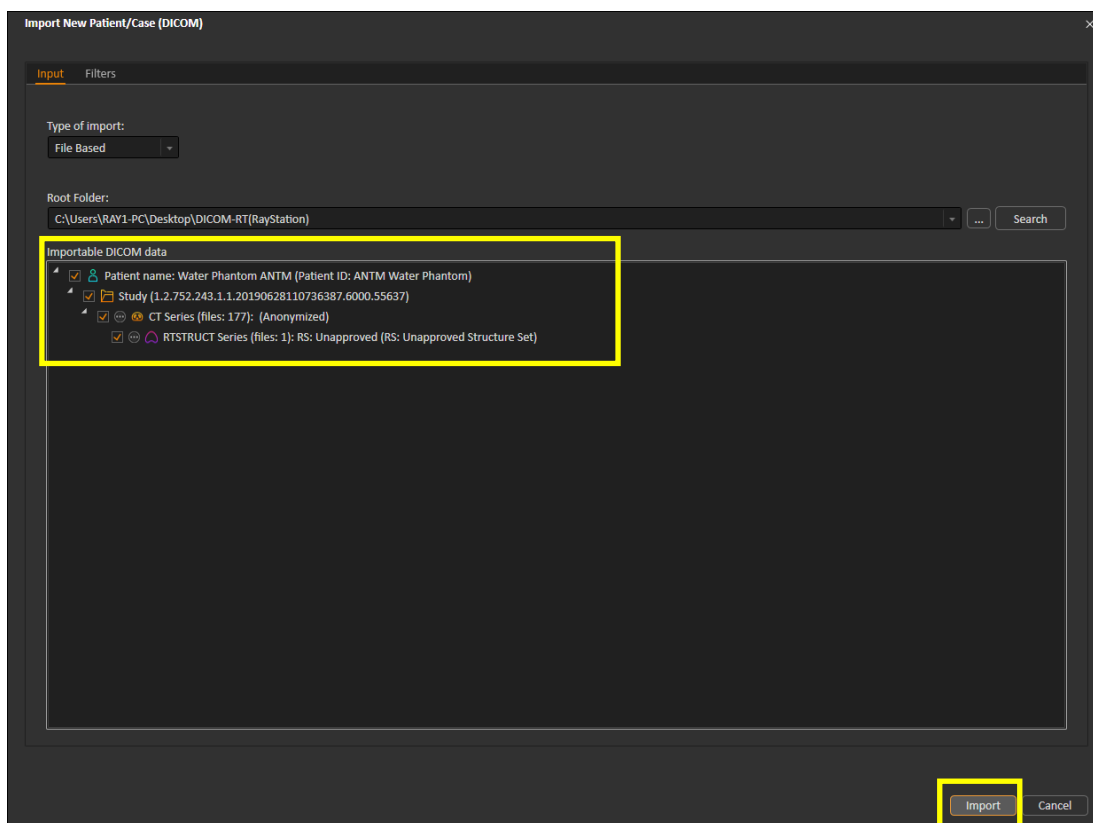 Import New Patient/Case (DICOM)
Input Filters
Type of import:
File Based
Root Folder:
C:\Users\RAY1-PC\Desktop\DICOM-RT(RayStation) ... Search
Importable DICOM data
Patient name: Water Phantom ANTM (Patient ID: ANTM Water Phantom)
Study (1.2.752.243.1.1.20190628110736387.6000.55637)
CT Series (files: 177): (Anonymized)
RTSTRUCT Series (files: 1): RS: Unapproved (RS: Unapproved Structure Set)
Import Cancel